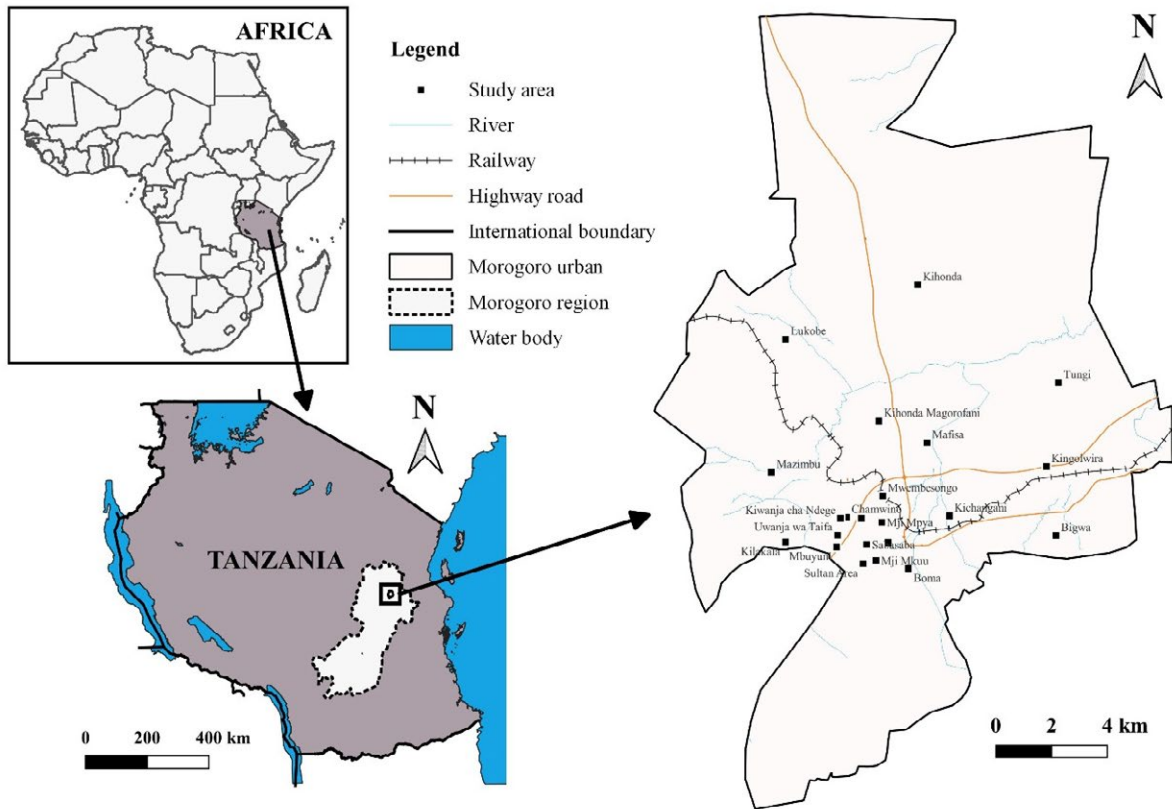 AFRICA
Legend
Study area
River
Railway
Highway road
International boundary
Morogoro urban
Morogoro region
Water body
N
TANZANIA
0 200 400 km
N
Kihonda
Lukobe
Tungi
Kihonda Magorofani
Mafisa
Kingolwira
Mazimbu
Mwembesongo
Kiwanja cha Ndege
Chamwino
Kichangani
Mji Mpya
Uwanja wa Taifa
Bigwa
Kilakala
Mbuyuni
Sabasaba
Mji Mkuu
Sultan Area
Boma
0 2 4 km